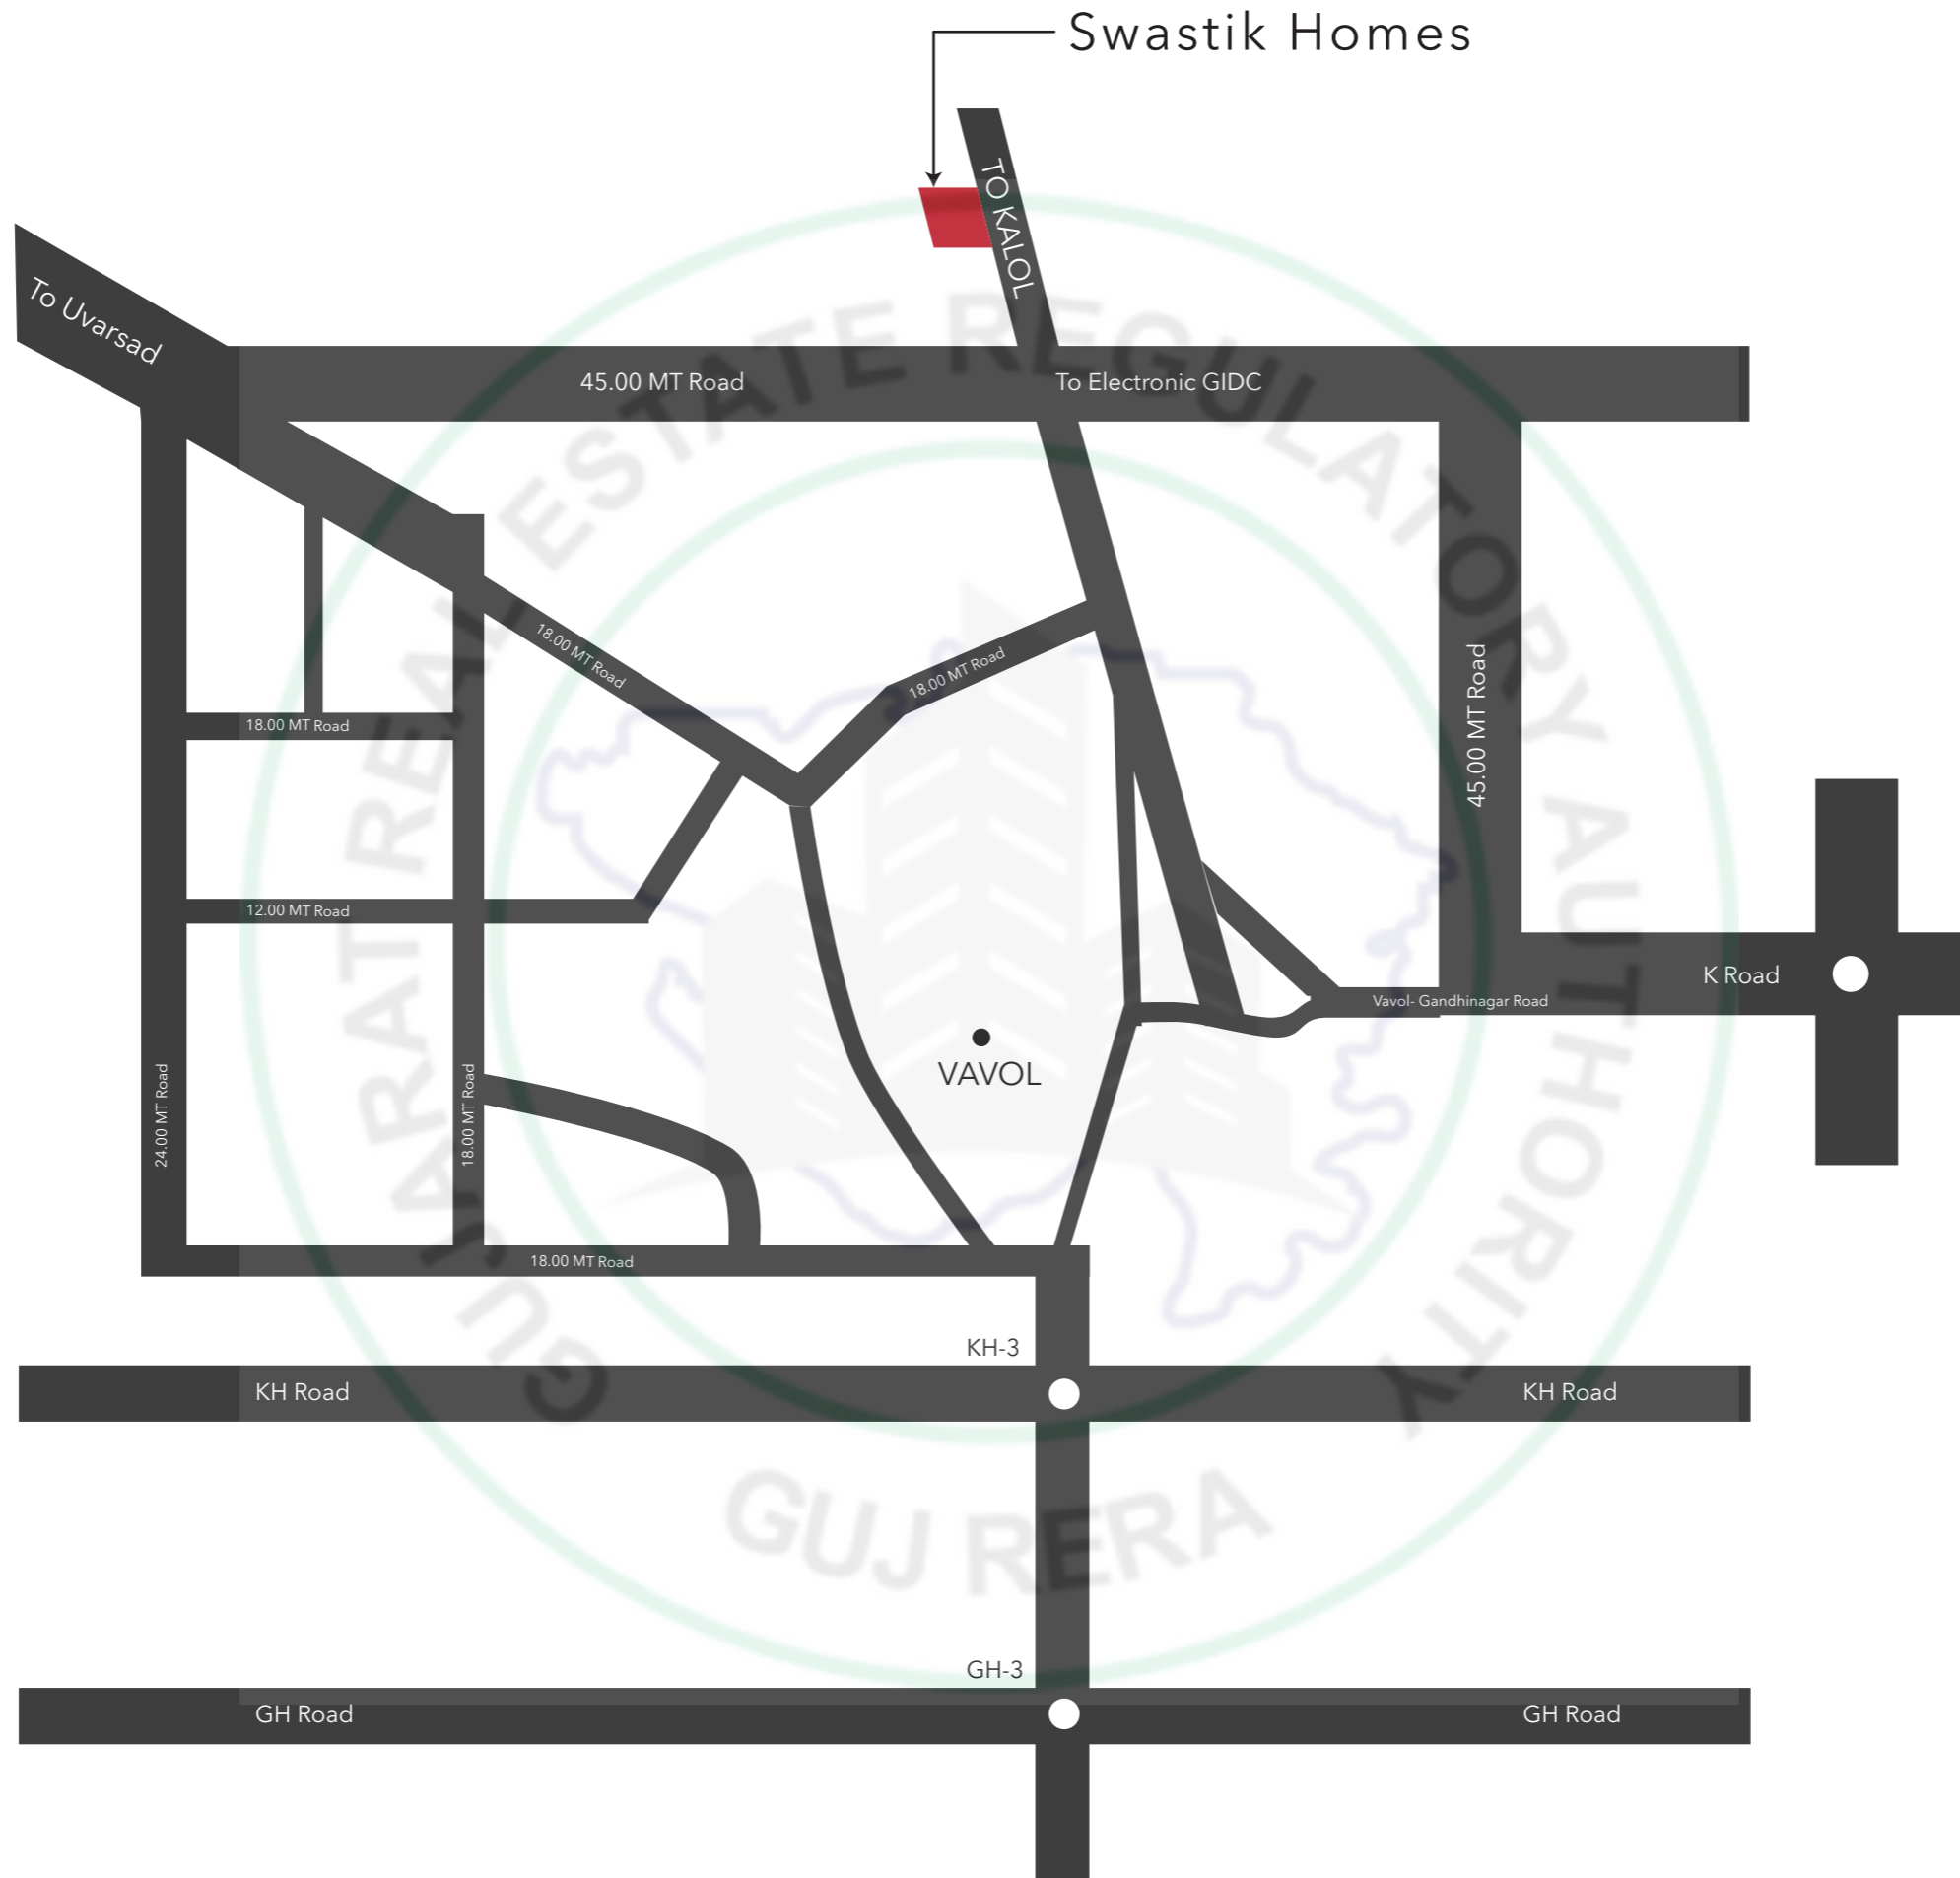 Swastik Homes
TO KALOL
To Uvarsad
45.00 MT Road
To Electronic GIDC
18.00 MT Road
18.00 MT Road
45.00 MT Road
18.00 MT Road
12.00 MT Road
K Road
Vavol- Gandhinagar Road
VAVOL
24.00 MT Road
18.00 MT Road
18.00 MT Road
KH-3
KH Road
KH Road
GH-3
GH Road
GH Road
GUJARAT REAL ESTATE REGULATORY AUTHORITY
GUJ RERA